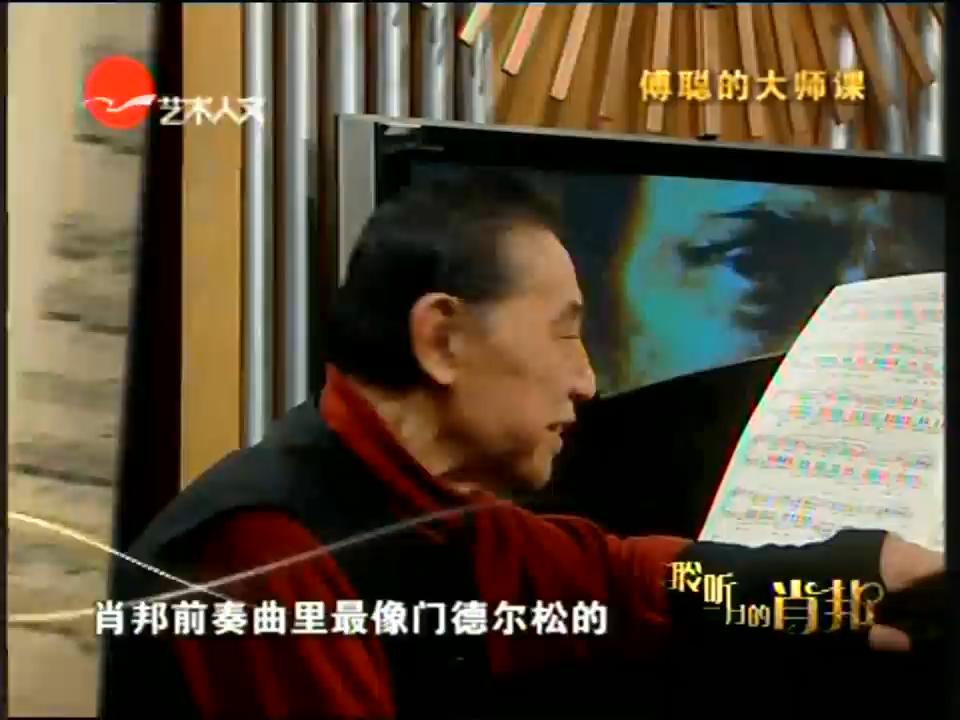 艺术人文
傅聪的大师课
聆听
的肖邦
肖邦前奏曲里最像门德尔松的